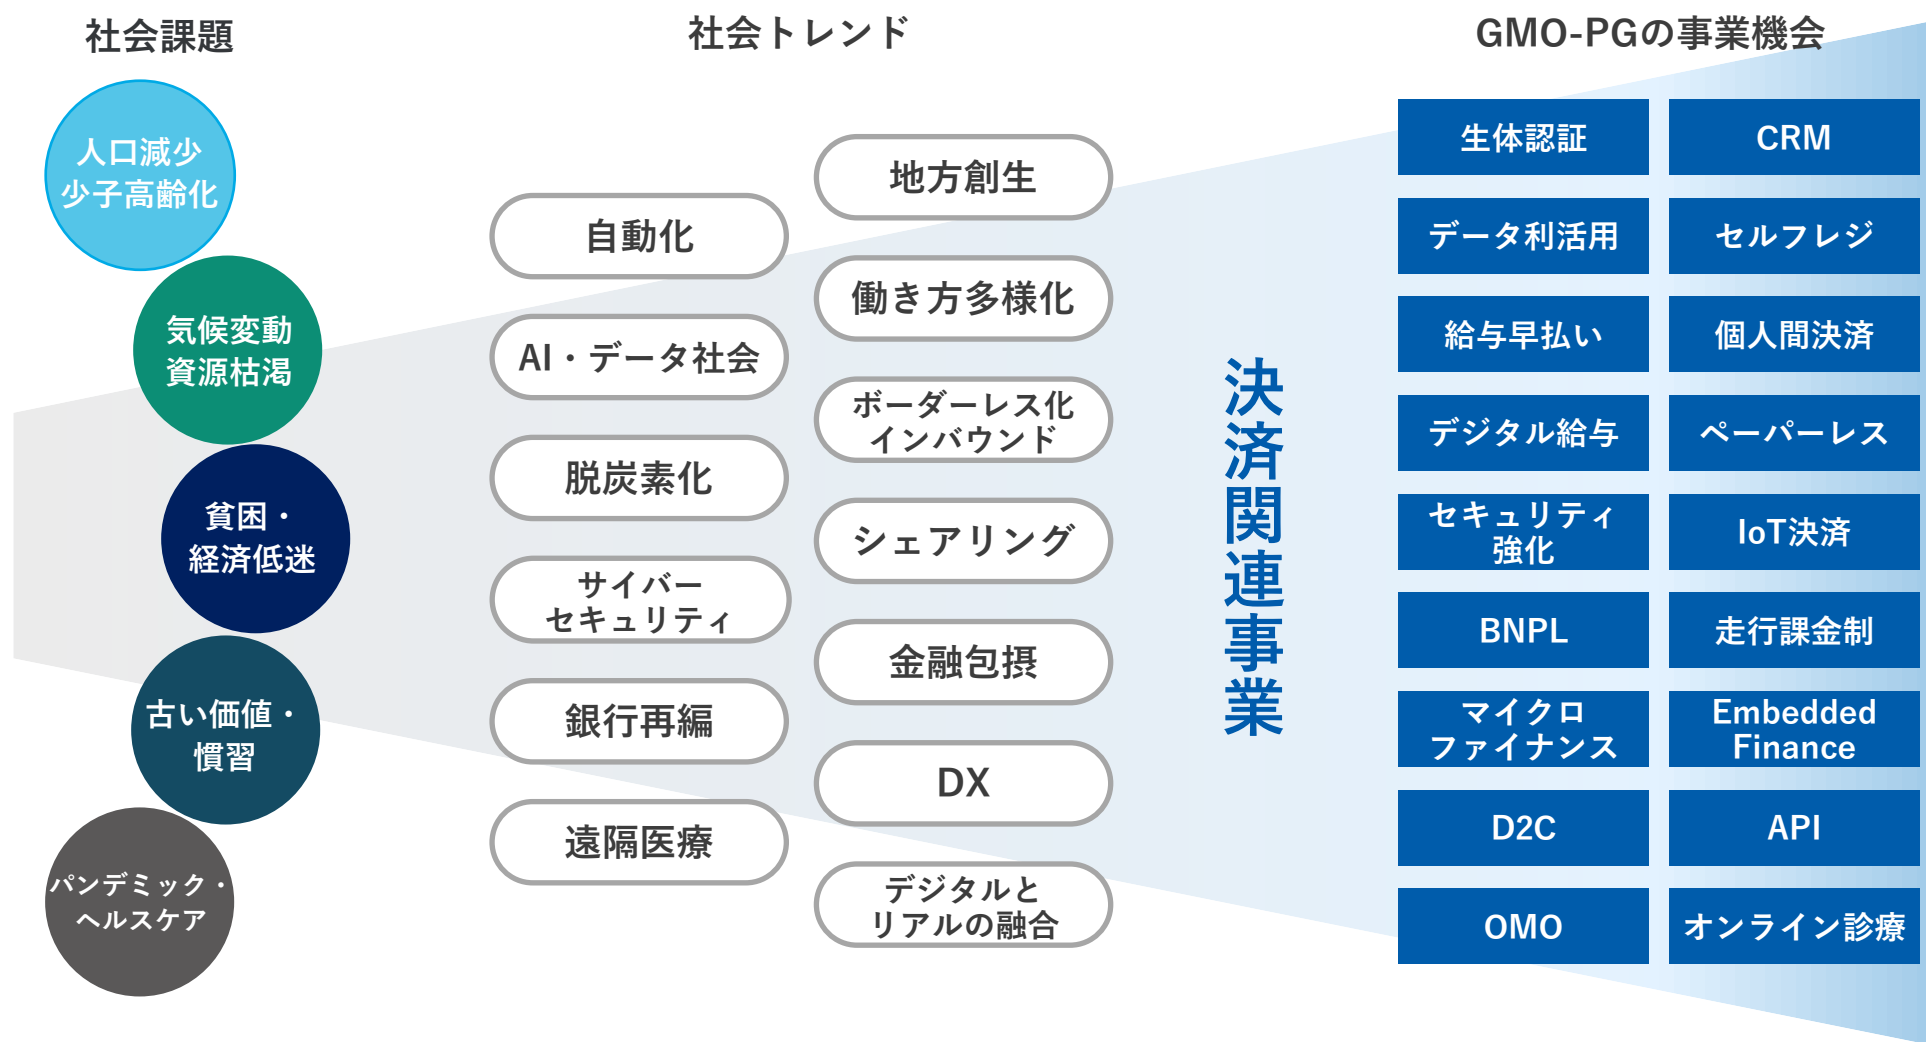 社会課題
社会トレンド
GMO-PGの事業機会
人口減少
少子高齢化
気候変動
資源枯渇
貧困・
経済低迷
古い価値・
慣習
パンデミック・
ヘルスケア
自動化
AI・データ社会
脱炭素化
サイバー
セキュリティ
銀行再編
遠隔医療
地方創生
働き方多様化
ボーダーレス化
インバウンド
シェアリング
金融包摂
DX
デジタルと
リアルの融合
決済関連事業
生体認証
CRM
データ利活用
セルフレジ
給与早払い
個人間決済
デジタル給与
ペーパーレス
セキュリティ
強化
IoT決済
BNPL
走行課金制
マイクロ
ファイナンス
Embedded
Finance
D2C
API
OMO
オンライン診療